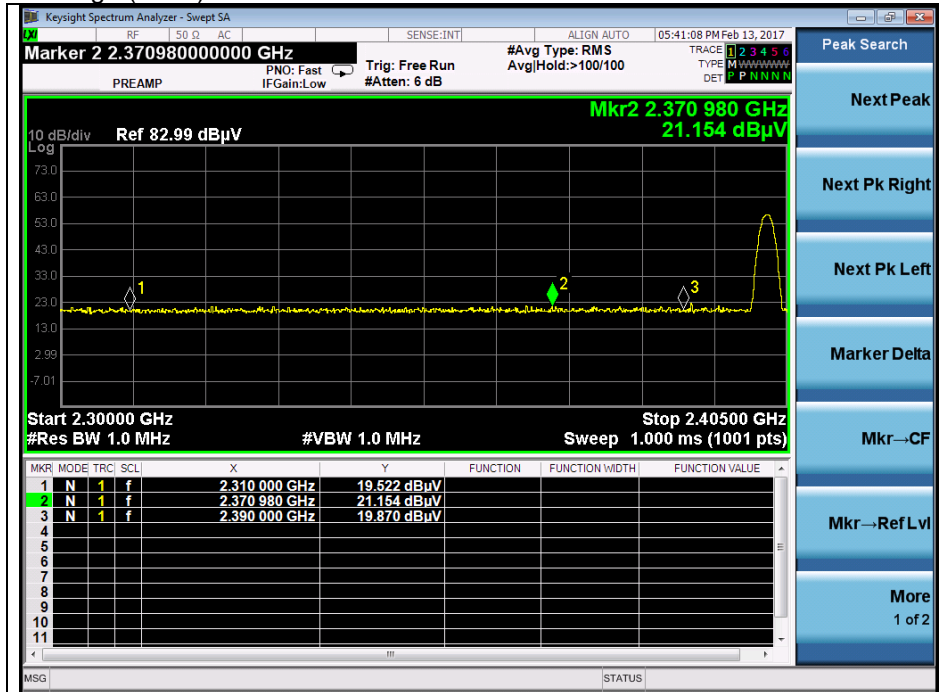 Keysight Spectrum Analyzer - Swept SA
LXI RF 50 Ω AC SENSE:INT ALIGN AUTO 05:41:08 PM Feb 13, 2017
Marker 2 2.370980000000 GHz
PREAMP
PNO: Fast
IFGain:Low
Trig: Free Run
#Atten: 6 dB
#Avg Type: RMS
Avg|Hold:>100/100
TRACE 1 2 3 4 5 6
TYPE M W W W W W
DET P P N N N N
Mkr2 2.370 980 GHz
21.154 dBµV
10 dB/div Ref 82.99 dBµV
Log
73.0
63.0
53.0
43.0
33.0
23.0
13.0
2.99
-7.01
1
2
3
Start 2.30000 GHz Stop 2.40500 GHz
#Res BW 1.0 MHz #VBW 1.0 MHz Sweep 1.000 ms (1001 pts)
MKR MODE TRC SCL X Y FUNCTION FUNCTION WIDTH FUNCTION VALUE
1 N 1 f 2.310 000 GHz 19.522 dBµV
2 N 1 f 2.370 980 GHz 21.154 dBµV
3 N 1 f 2.390 000 GHz 19.870 dBµV
4
5
6
7
8
9
10
11
MSG STATUS
Peak Search
Next Peak
Next Pk Right
Next Pk Left
Marker Delta
Mkr→CF
Mkr→Ref Lvl
More
1 of 2